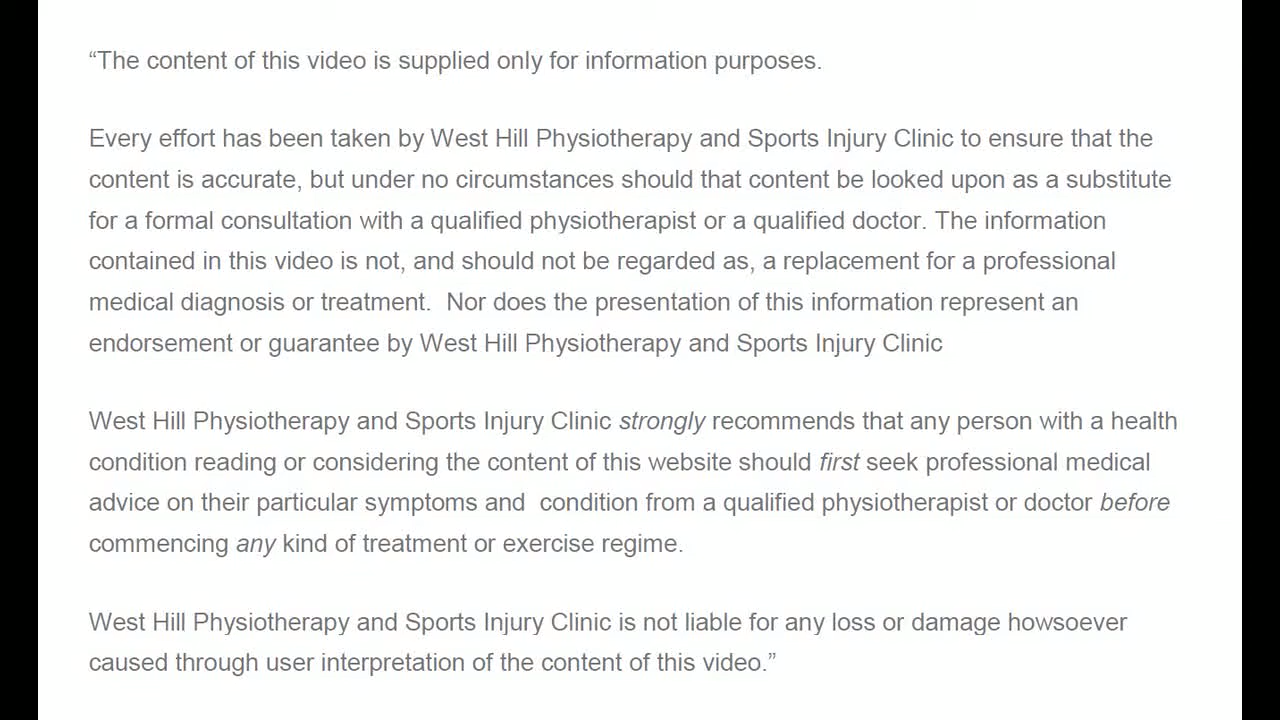 “The content of this video is supplied only for information purposes.
Every effort has been taken by West Hill Physiotherapy and Sports Injury Clinic to ensure that the
content is accurate, but under no circumstances should that content be looked upon as a substitute
for a formal consultation with a qualified physiotherapist or a qualified doctor. The information
contained in this video is not, and should not be regarded as, a replacement for a professional
medical diagnosis or treatment.  Nor does the presentation of this information represent an
endorsement or guarantee by West Hill Physiotherapy and Sports Injury Clinic
West Hill Physiotherapy and Sports Injury Clinic strongly recommends that any person with a health
condition reading or considering the content of this website should first seek professional medical
advice on their particular symptoms and  condition from a qualified physiotherapist or doctor before
commencing any kind of treatment or exercise regime.
West Hill Physiotherapy and Sports Injury Clinic is not liable for any loss or damage howsoever
caused through user interpretation of the content of this video.”